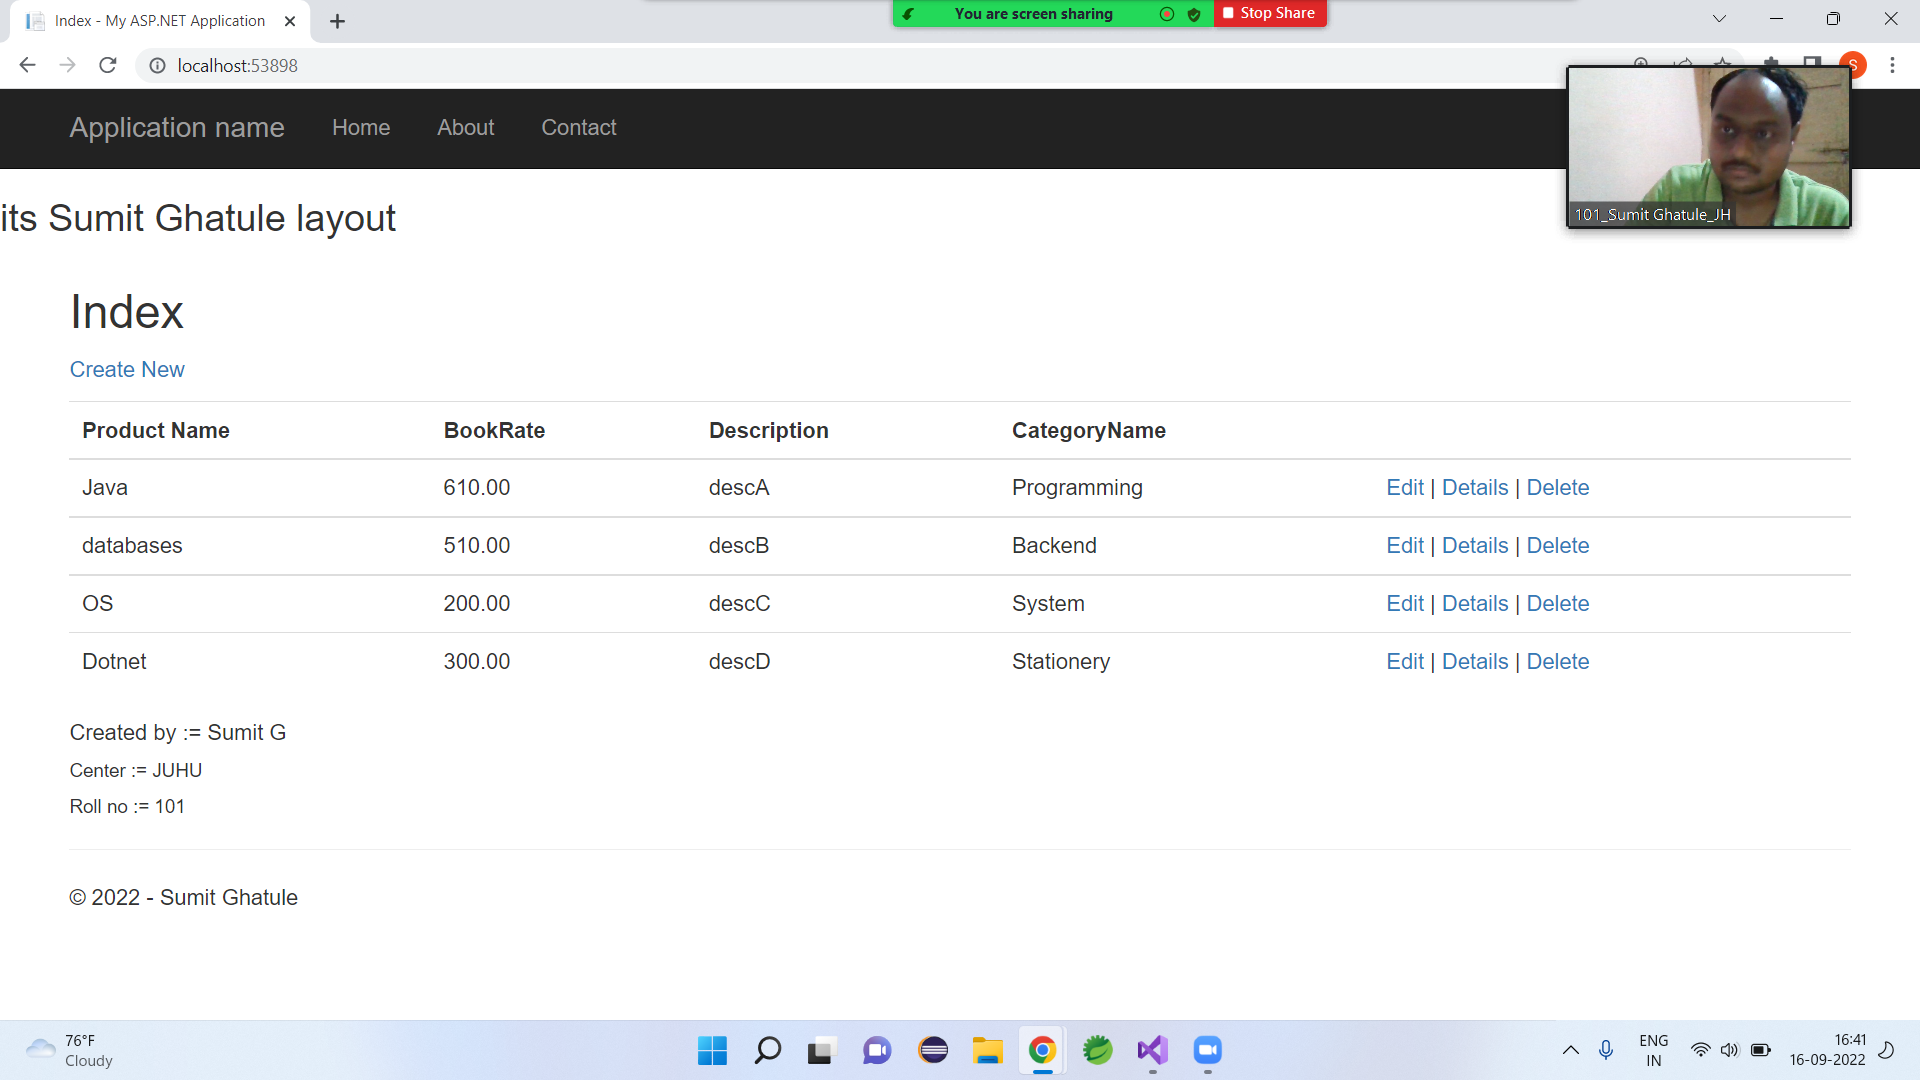 Index - My ASP.NET Application
You are screen sharing
Stop Share
localhost:53898
S
Application name Home About Contact
101_Sumit Ghatule_JH
its Sumit Ghatule layout
Index
Create New
Product Name BookRate Description CategoryName
Java 610.00 descA Programming Edit | Details | Delete
databases 510.00 descB Backend Edit | Details | Delete
OS 200.00 descC System Edit | Details | Delete
Dotnet 300.00 descD Stationery Edit | Details | Delete
Created by := Sumit G
Center := JUHU
Roll no := 101
© 2022 - Sumit Ghatule
76°F
Cloudy
ENG
IN
16:41
16-09-2022